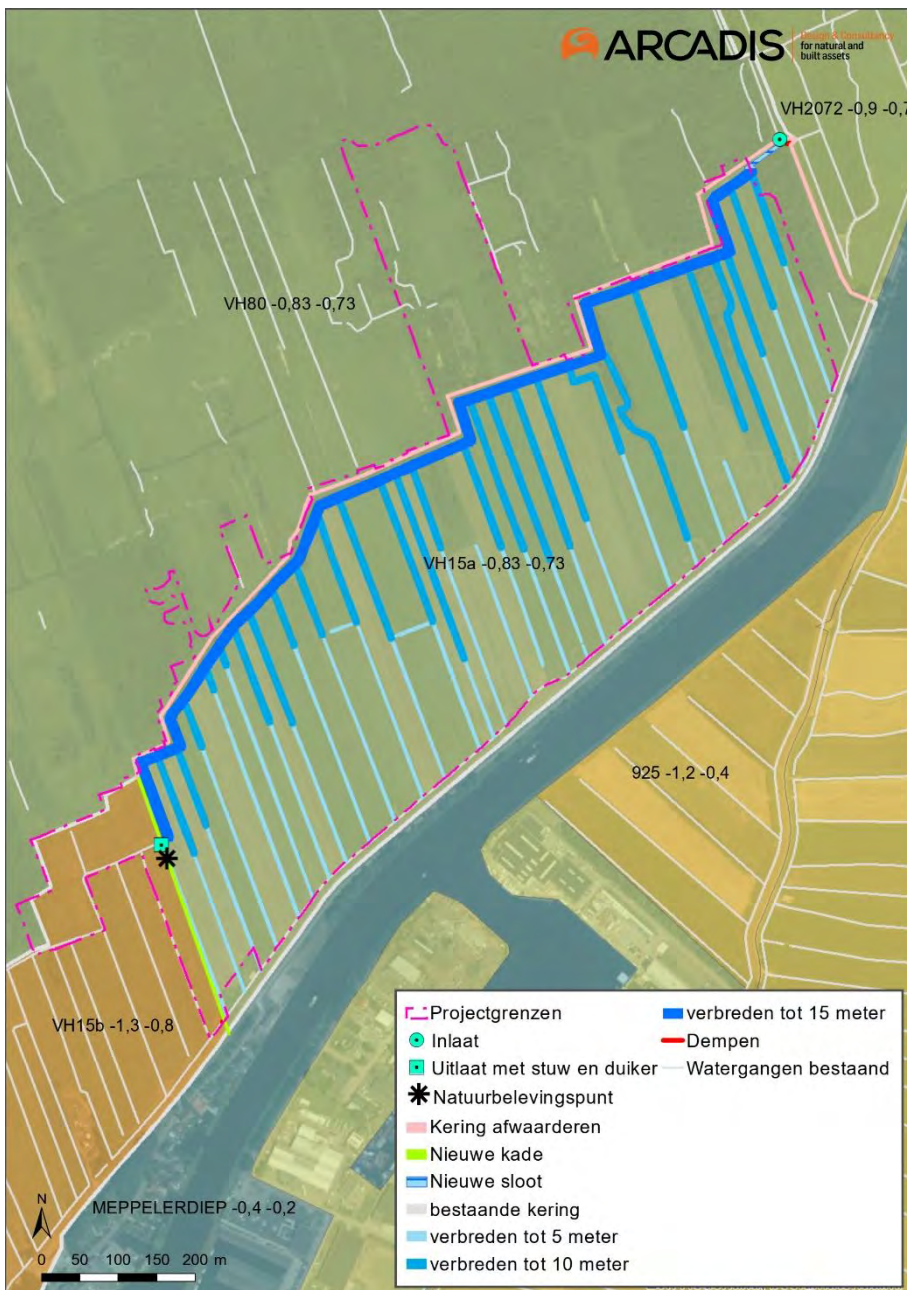 ARCADIS
Design & Consultancy
for natural and
built assets
VH2072 -0,9 -0,7
VH80 -0,83 -0,73
VH15a -0,83 -0,73
925 -1,2 -0,4
VH15b -1,3 -0,8
MEPPELERDIEP -0,4 -0,2
N
0 50 100 150 200 m
Projectgrenzen
Inlaat
Uitlaat met stuw en duiker
Natuurbelevingspunt
Kering afwaarderen
Nieuwe kade
Nieuwe sloot
bestaande kering
verbreden tot 5 meter
verbreden tot 10 meter
verbreden tot 15 meter
Dempen
Watergangen bestaand